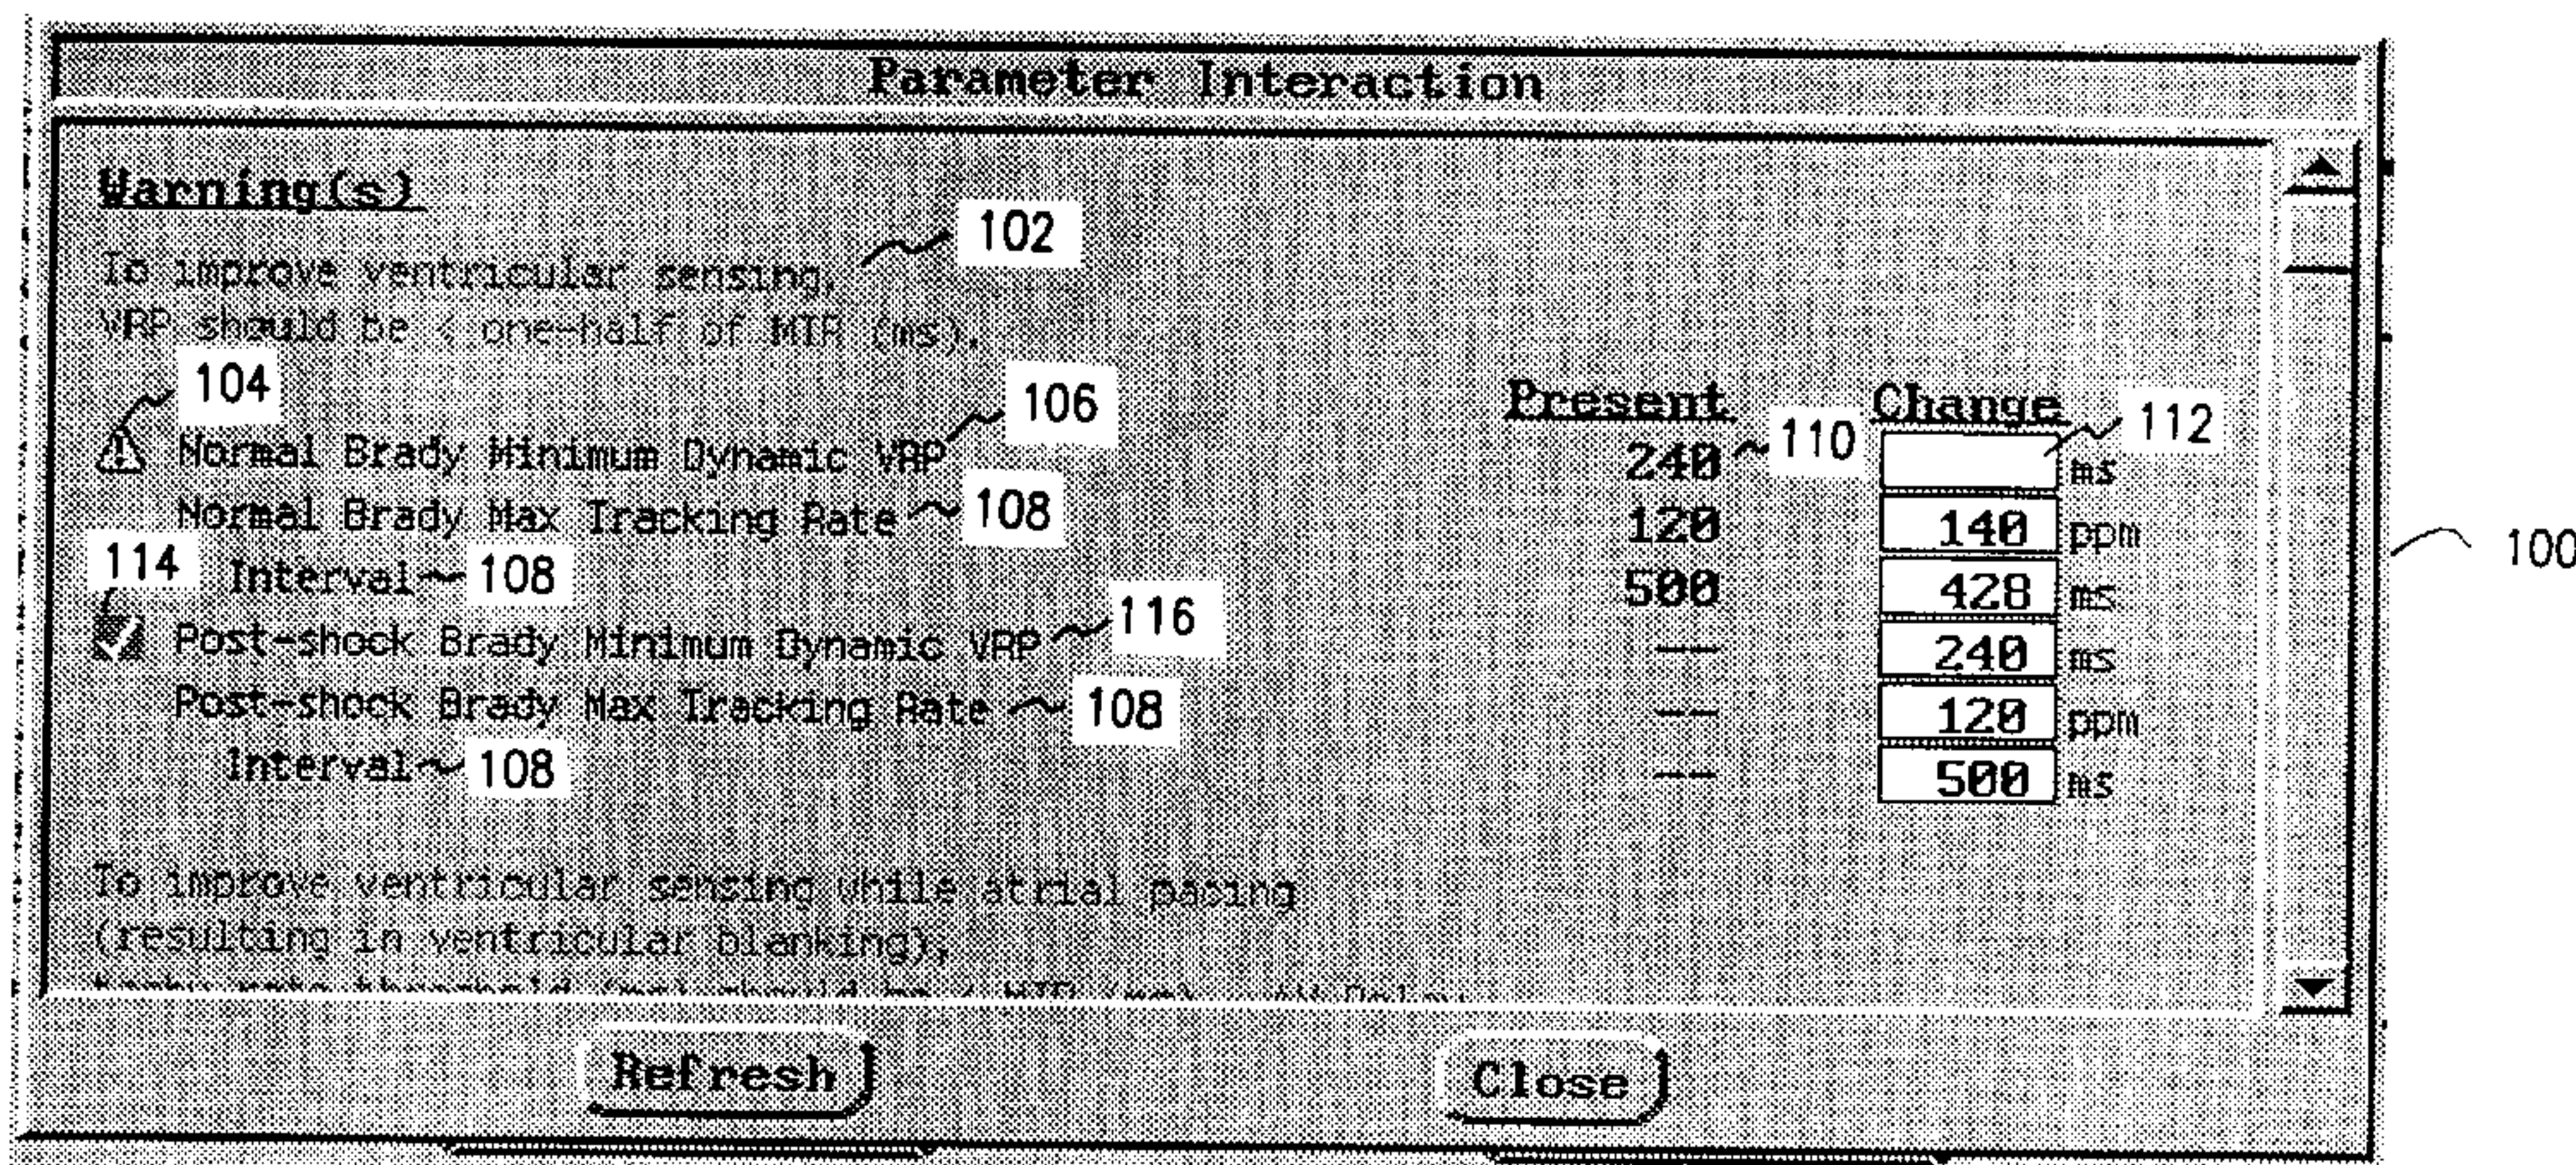 Parameter Interaction
Warning(s)
102
To improve ventricular sensing,
VRP should be < one-half of MTR (ms).
104
106
Present
Change
Normal Brady Minimum Dynamic VRP
240
110
112
ms
Normal Brady Max Tracking Rate
108
120
140 ppm
100
114
Interval
108
500
428 ms
Post-shock Brady Minimum Dynamic VRP
116
--
240 ms
Post-shock Brady Max Tracking Rate
108
--
120 ppm
Interval
108
--
500 ms
To improve ventricular sensing while atrial pacing
(resulting in ventricular blanking),
rate threshold should be
Refresh
Close